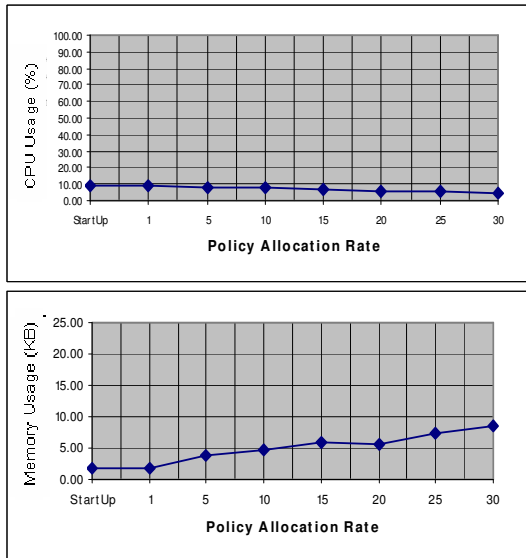 CPU Usage (%)
100.00
90.00
80.00
70.00
60.00
50.00
40.00
30.00
20.00
10.00
0.00
StartUp 1 5 10 15 20 25 30
Policy Allocation Rate
Memory Usage (KB)
25.00
20.00
15.00
10.00
5.00
0.00
StartUp 1 5 10 15 20 25 30
Policy Allocation Rate